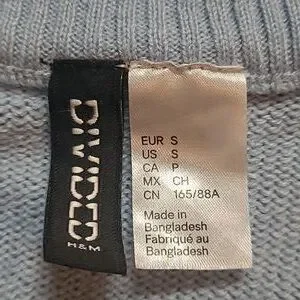 DIVIDED
H&M
EUR S
US S
CA P
MX CH
CN 165/88A
Made in
Bangladesh
Fabriqué au
Bangladesh